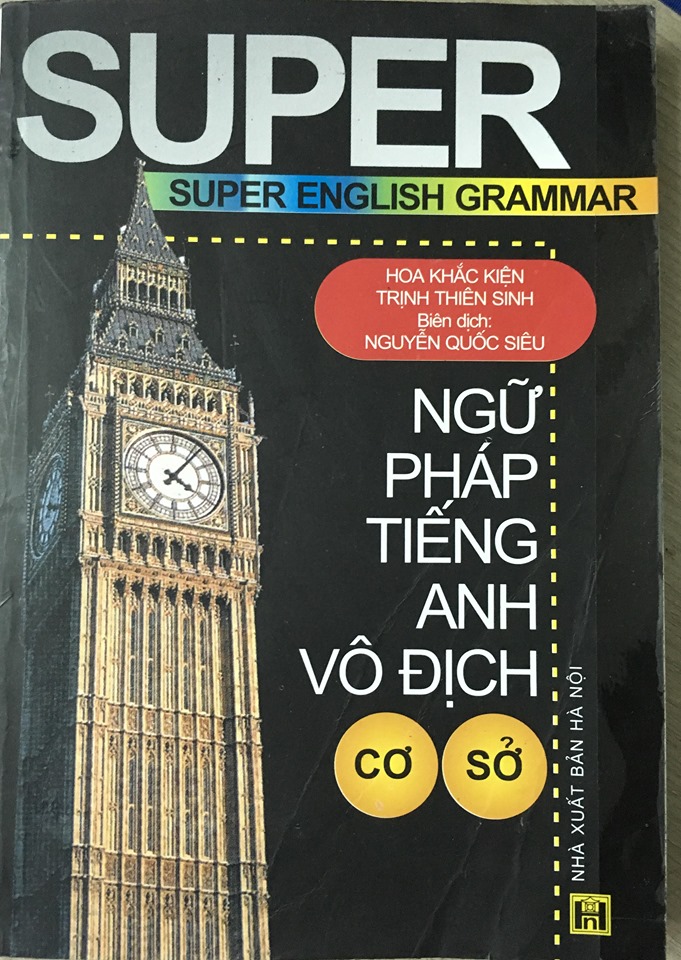 SUPER
SUPER ENGLISH GRAMMAR
HOA KHẮC KIỆN
TRỊNH THIÊN SINH
Biên dịch:
NGUYỄN QUỐC SIÊU
NGỮ
PHÁP
TIẾNG
ANH
VÔ ĐỊCH
CƠ SỞ
NHÀ XUẤT BẢN HÀ NỘI